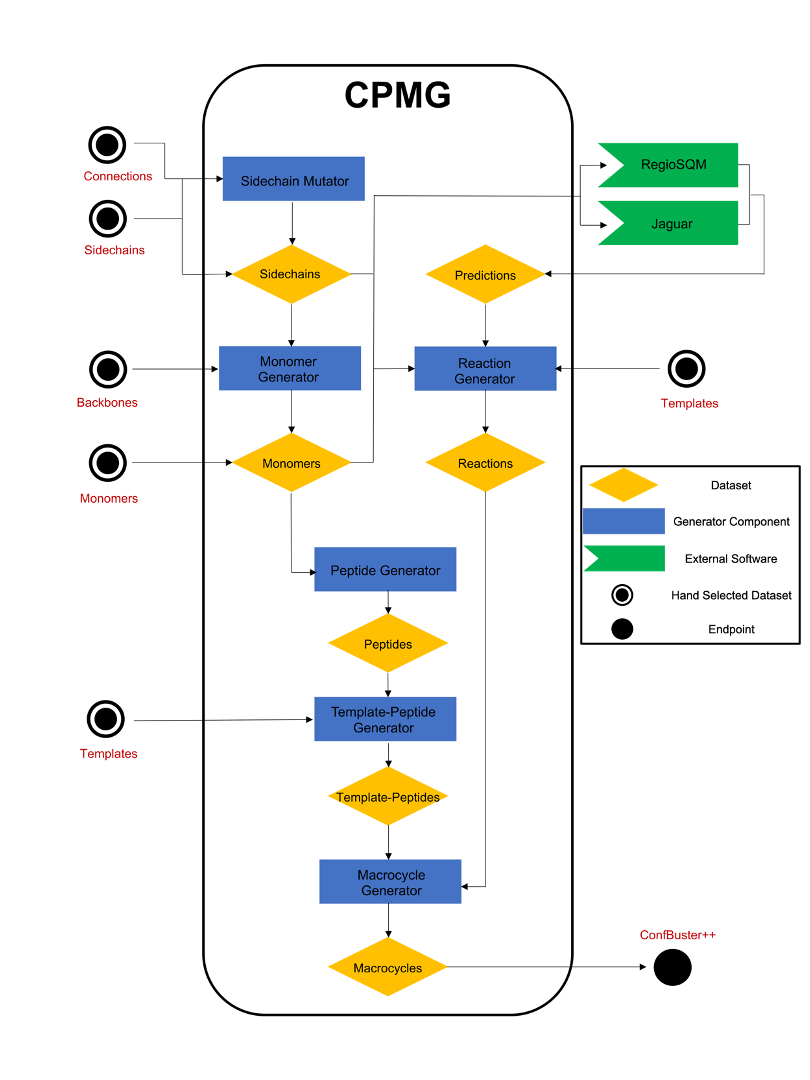 CPMG
Connections
Sidechains
Sidechain Mutator
RegioSQM
Jaguar
Sidechains
Predictions
Backbones
Monomer
Generator
Reaction
Generator
Templates
Monomers
Monomers
Reactions
Dataset
Generator Component
External Software
Hand Selected Dataset
Endpoint
Peptide Generator
Peptides
Templates
Template-Peptide
Generator
Template-Peptides
Macrocycle
Generator
Macrocycles
ConfBuster++